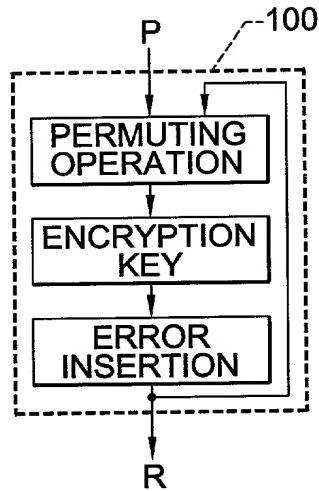 P
100
PERMUTING
OPERATION
ENCRYPTION
KEY
ERROR
INSERTION
R